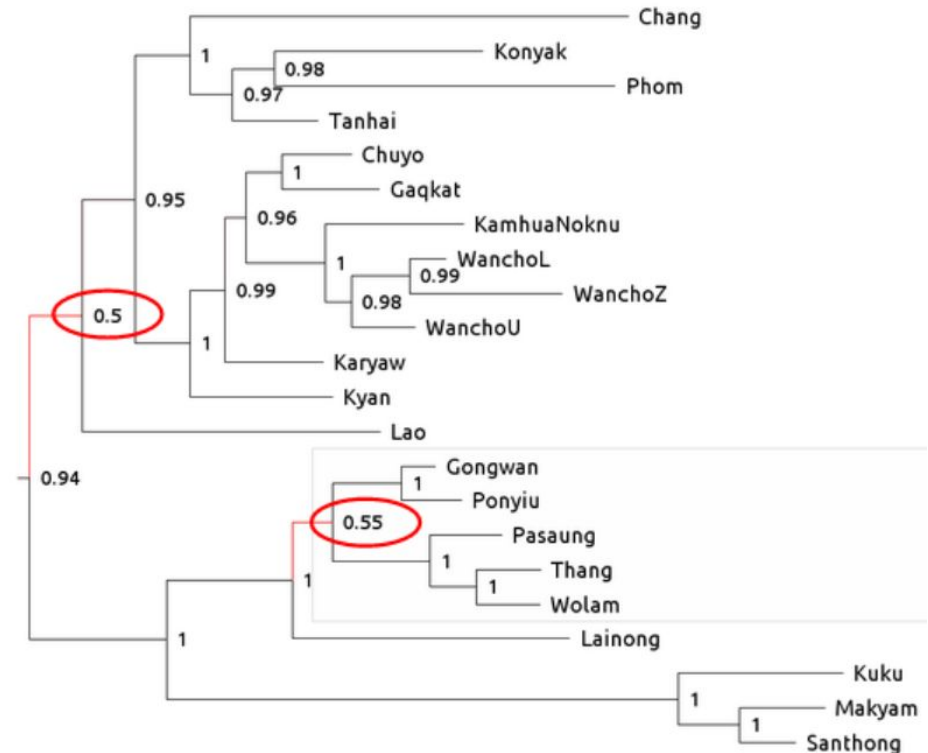 Chang
1
Konyak
0.98
Phom
0.97
Tanhai
Chuyo
1
Gaqkat
0.95
0.96
KamhuaNoknu
WanchoL
1
0.99
0.99
WanchoZ
0.98
0.5
WanchoU
1
Karyaw
Kyan
Lao
Gongwan
0.94
1
Ponyiu
0.55
Pasaung
1
Thang
1
1
Wolam
1
Lainong
Kuku
1
Makyam
1
Santhong